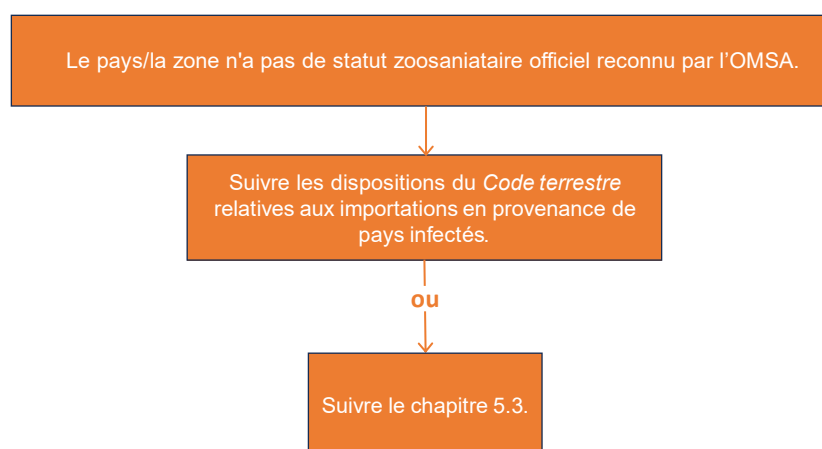 Le pays/la zone n'a pas de statut zoosaniataire officiel reconnu par l’OMSA.
Suivre les dispositions du Code terrestre
relatives aux importations en provenance de
pays infectés.
ou
Suivre le chapitre 5.3.